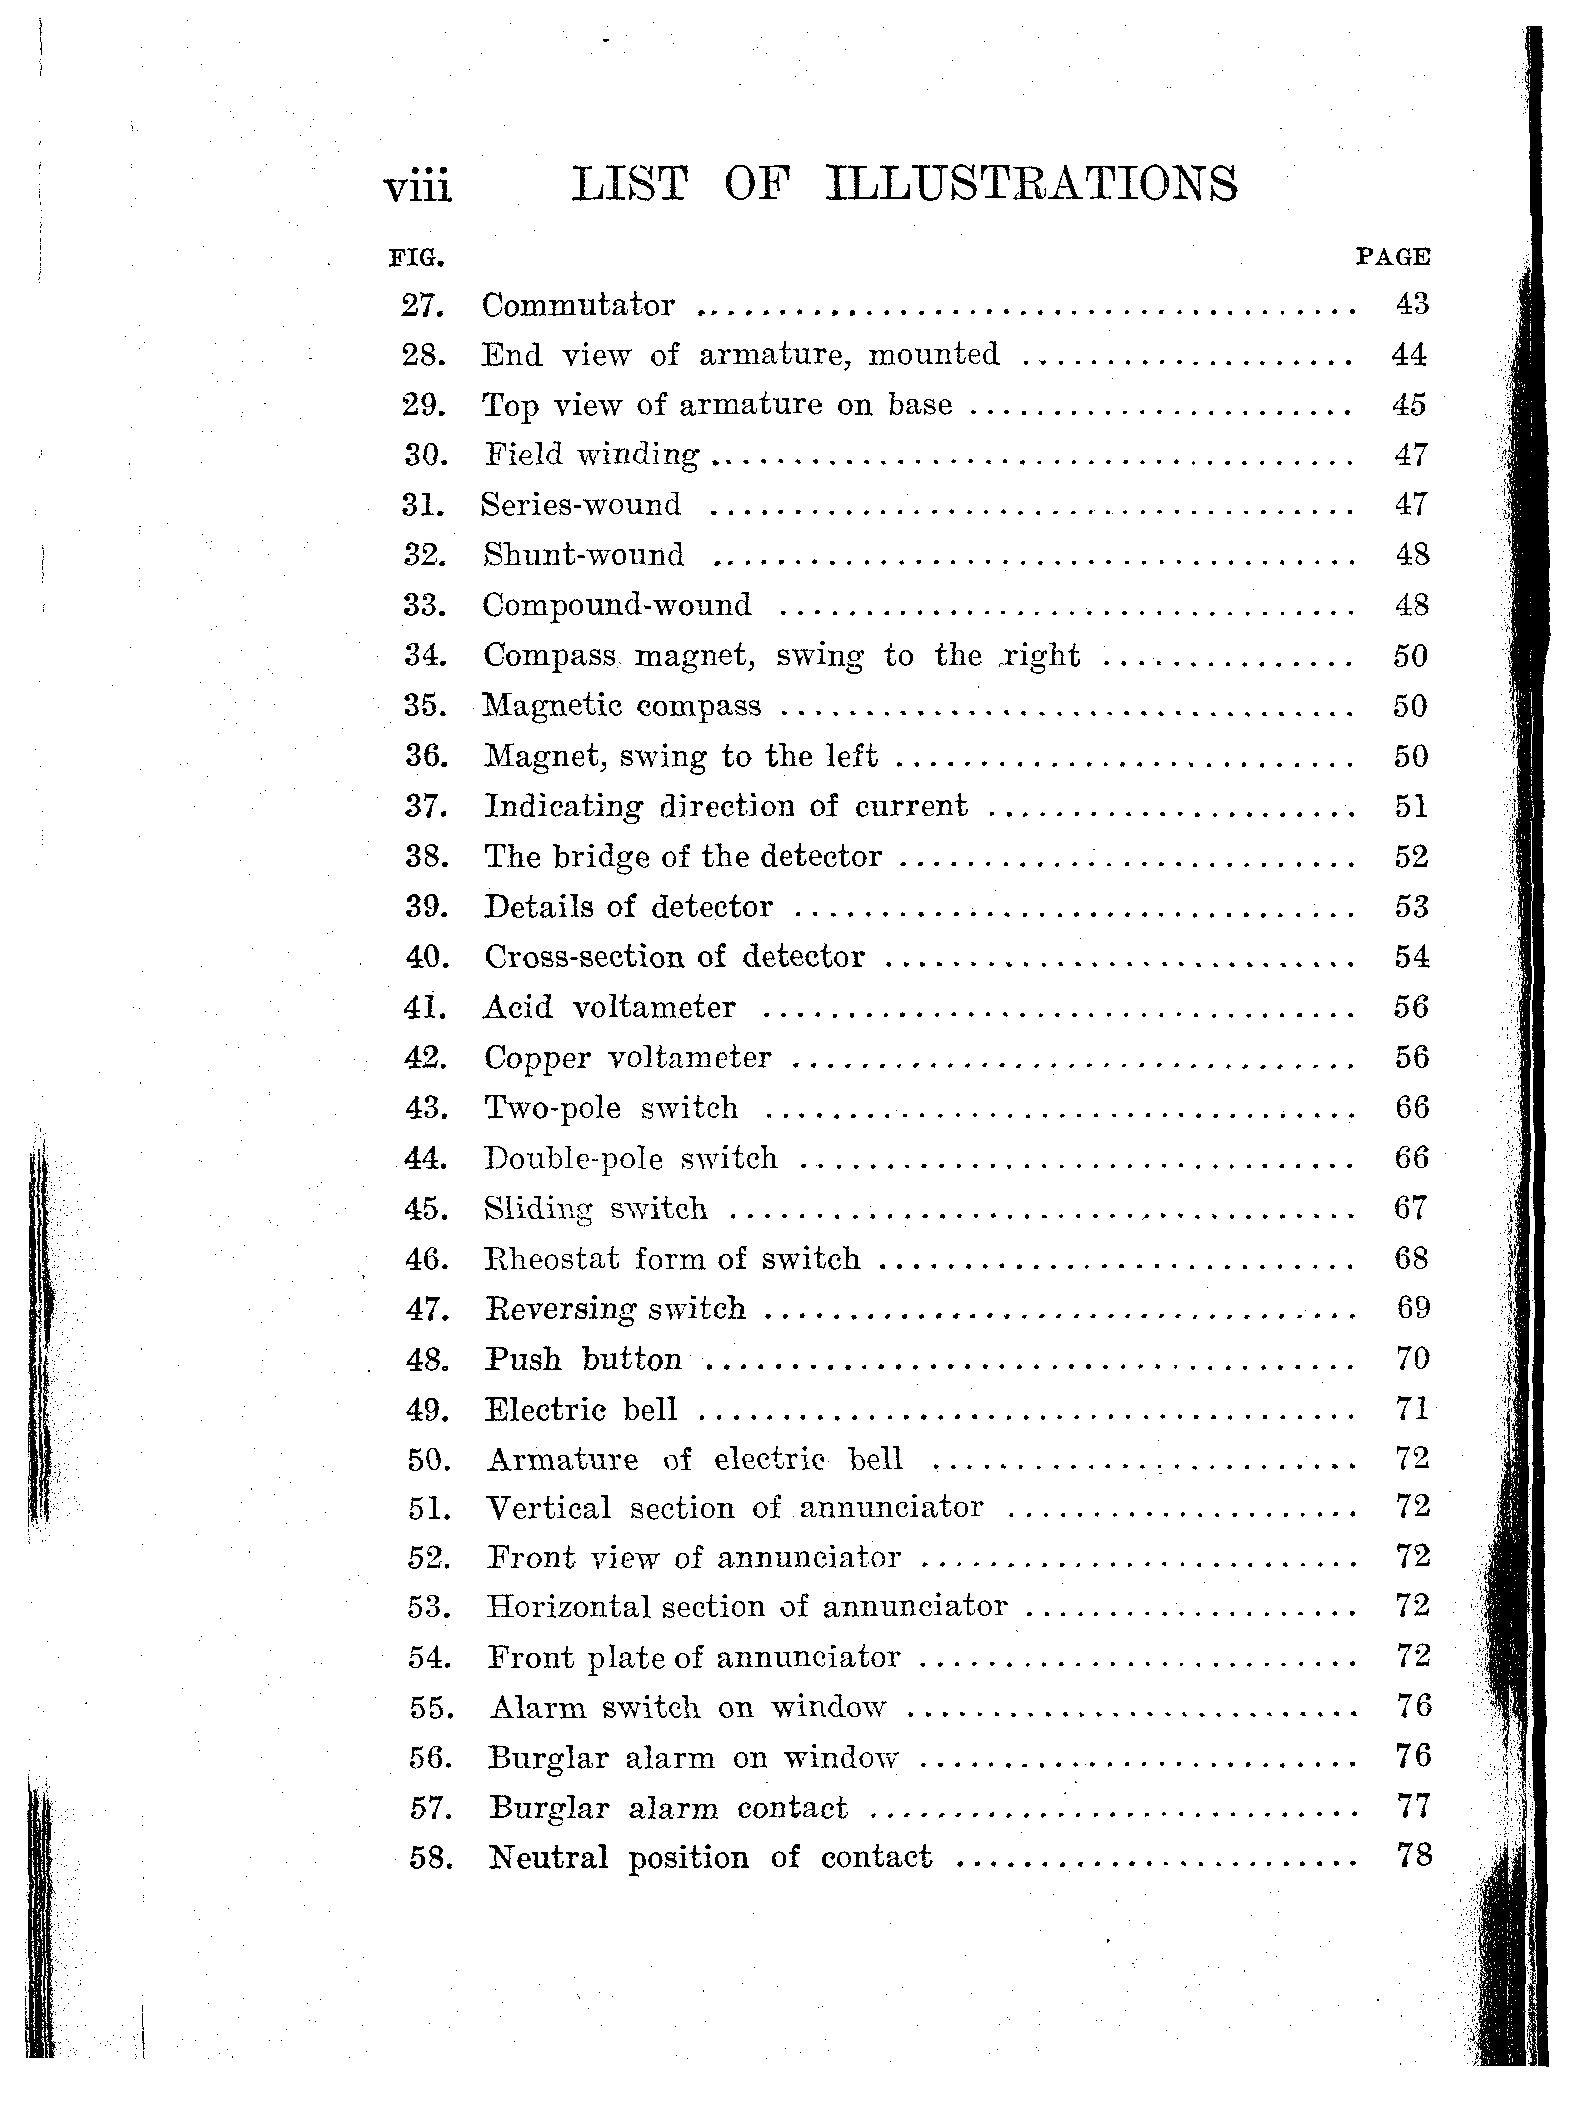 viii LIST OF ILLUSTRATIONS
FIG. PAGE
27. Commutator ...................................... 43
28. End view of armature, mounted .................... 44
29. Top view of armature on base ....................... 45
30. Field winding ...................................... 47
31. Series-wound ...................................... 47
32. Shunt-wound ...................................... 48
33. Compound-wound .................................. 48
34. Compass magnet, swing to the right ............... 50
35. Magnetic compass .................................. 50
36. Magnet, swing to the left ........................... 50
37. Indicating direction of current ...................... 51
38. The bridge of the detector ........................... 52
39. Details of detector ................................. 53
40. Cross-section of detector ............................ 54
41. Acid voltameter ................................... 56
42. Copper voltameter ................................. 56
43. Two-pole switch ................................... 66
44. Double-pole switch ................................. 66
45. Sliding switch ..................................... 67
46. Rheostat form of switch ............................ 68
47. Reversing switch ................................... 69
48. Push button ...................................... 70
49. Electric bell ....................................... 71
50. Armature of electric bell ......................... 72
51. Vertical section of annunciator ..................... 72
52. Front view of annunciator .......................... 72
53. Horizontal section of annunciator .................... 72
54. Front plate of annunciator .......................... 72
55. Alarm switch on window ........................... 76
56. Burglar alarm on window .......................... 76
57. Burglar alarm contact ............................. 77
58. Neutral position of contact ........................ 78